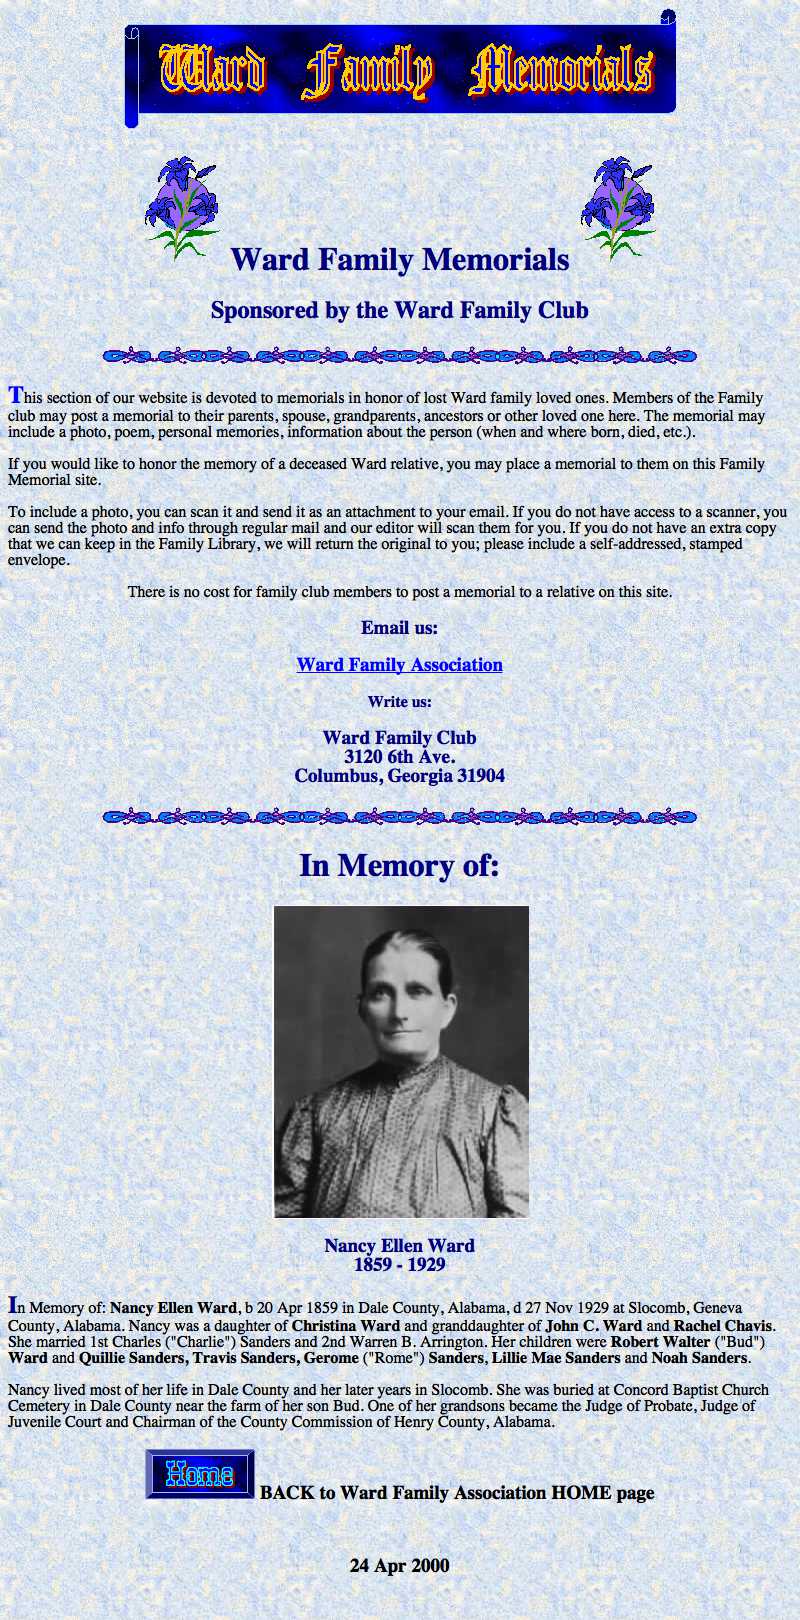 Ward Family Memorials
Ward Family Memorials
Sponsored by the Ward Family Club
This section of our website is devoted to memorials in honor of lost Ward family loved ones. Members of the Family
club may post a memorial to their parents, spouse, grandparents, ancestors or other loved one here. The memorial may
include a photo, poem, personal memories, information about the person (when and where born, died, etc.).
If you would like to honor the memory of a deceased Ward relative, you may place a memorial to them on this Family
Memorial site.
To include a photo, you can scan it and send it as an attachment to your email. If you do not have access to a scanner, you
can send the photo and info through regular mail and our editor will scan them for you. If you do not have an extra copy
that we can keep in the Family Library, we will return the original to you; please include a self-addressed, stamped
envelope.
There is no cost for family club members to post a memorial to a relative on this site.
Email us:
Ward Family Association
Write us:
Ward Family Club
3120 6th Ave.
Columbus, Georgia 31904
In Memory of:
Nancy Ellen Ward
1859 - 1929
In Memory of: Nancy Ellen Ward, b 20 Apr 1859 in Dale County, Alabama, d 27 Nov 1929 at Slocomb, Geneva
County, Alabama. Nancy was a daughter of Christina Ward and granddaughter of John C. Ward and Rachel Chavis.
She married 1st Charles ("Charlie") Sanders and 2nd Warren B. Arrington. Her children were Robert Walter ("Bud")
Ward and Quillie Sanders, Travis Sanders, Gerome ("Rome") Sanders, Lillie Mae Sanders and Noah Sanders.
Nancy lived most of her life in Dale County and her later years in Slocomb. She was buried at Concord Baptist Church
Cemetery in Dale County near the farm of her son Bud. One of her grandsons became the Judge of Probate, Judge of
Juvenile Court and Chairman of the County Commission of Henry County, Alabama.
Home BACK to Ward Family Association HOME page
24 Apr 2000